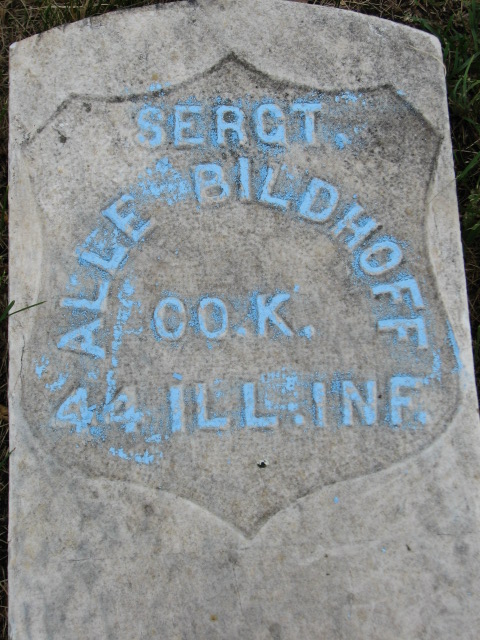 SERGT.
ALLE BILDHOFF
CO. K.
44 ILL. INF.